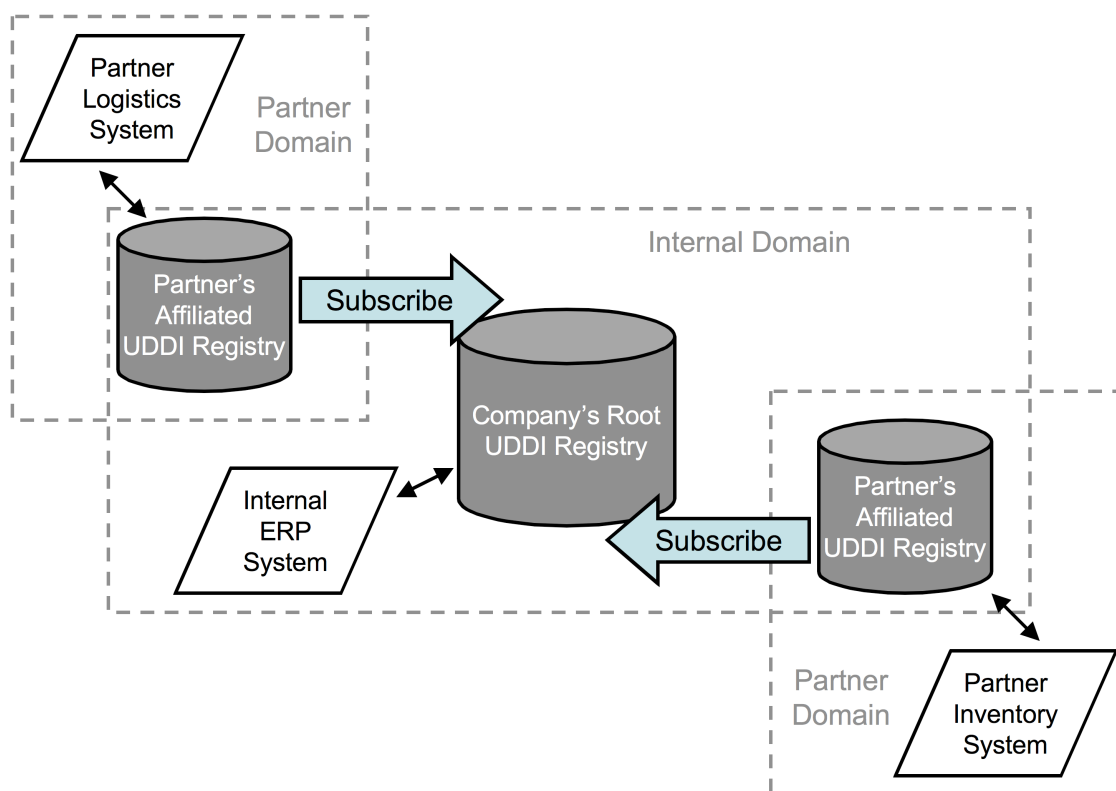 Partner
Logistics
System
Partner
Domain
Internal Domain
Partner's
Affiliated
UDDI Registry
Subscribe
Company's Root
UDDI Registry
Internal
ERP
System
Partner's
Affiliated
UDDI Registry
Subscribe
Partner
Domain
Partner
Inventory
System